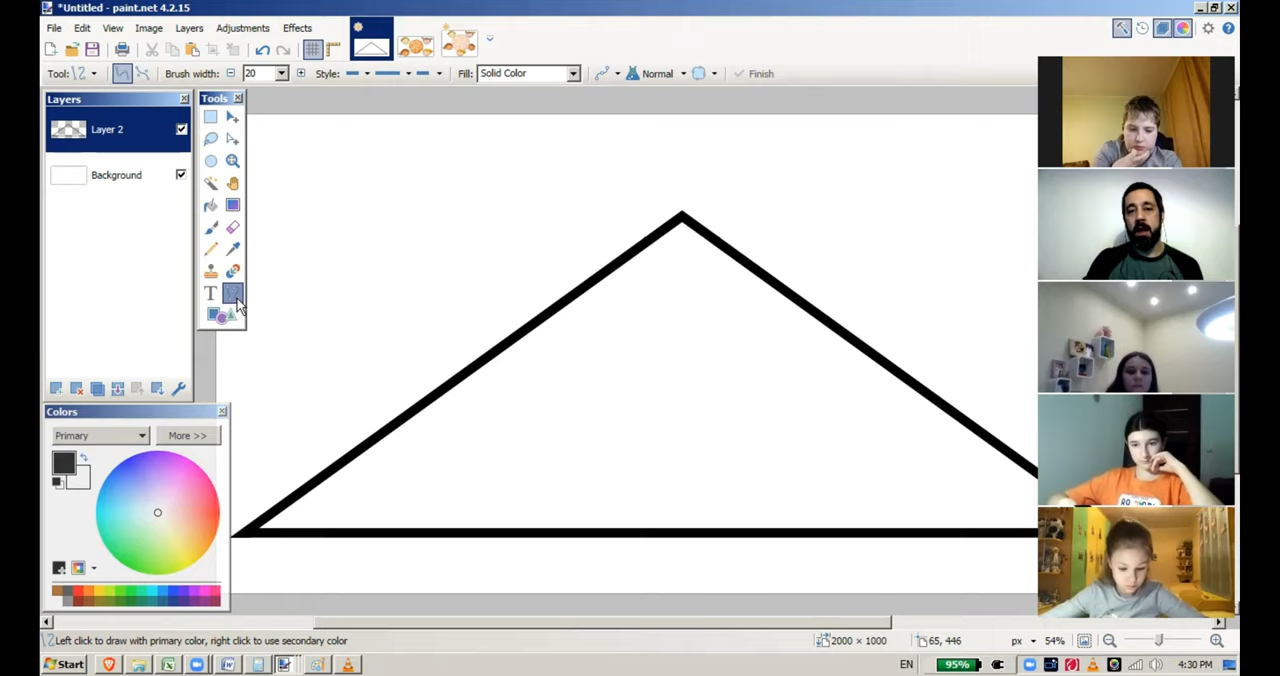 *Untitled - paint.net 4.2.15
File Edit View Image Layers Adjustments Effects
Tool: Brush width: 20 Style: Fill: Solid Color Normal Finish
Layers
Tools
Layer 2
Background
T
Colors
Primary
More >>
Left click to draw with primary color, right click to use secondary color
2000 × 1000
65, 446
px
54%
Start
EN
95%
4:30 PM